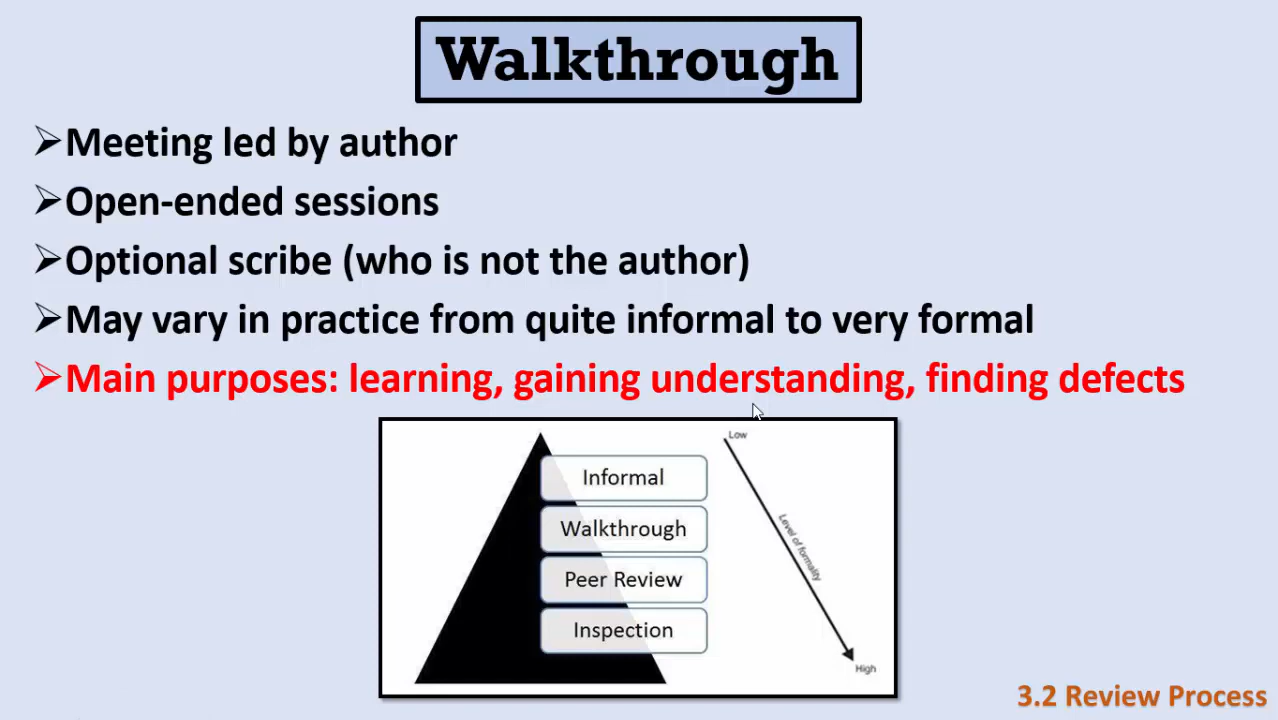 Walkthrough
Meeting led by author
Open-ended sessions
Optional scribe (who is not the author)
May vary in practice from quite informal to very formal
Main purposes: learning, gaining understanding, finding defects
Informal
Walkthrough
Peer Review
Inspection
Low
Level of formality
High
3.2 Review Process